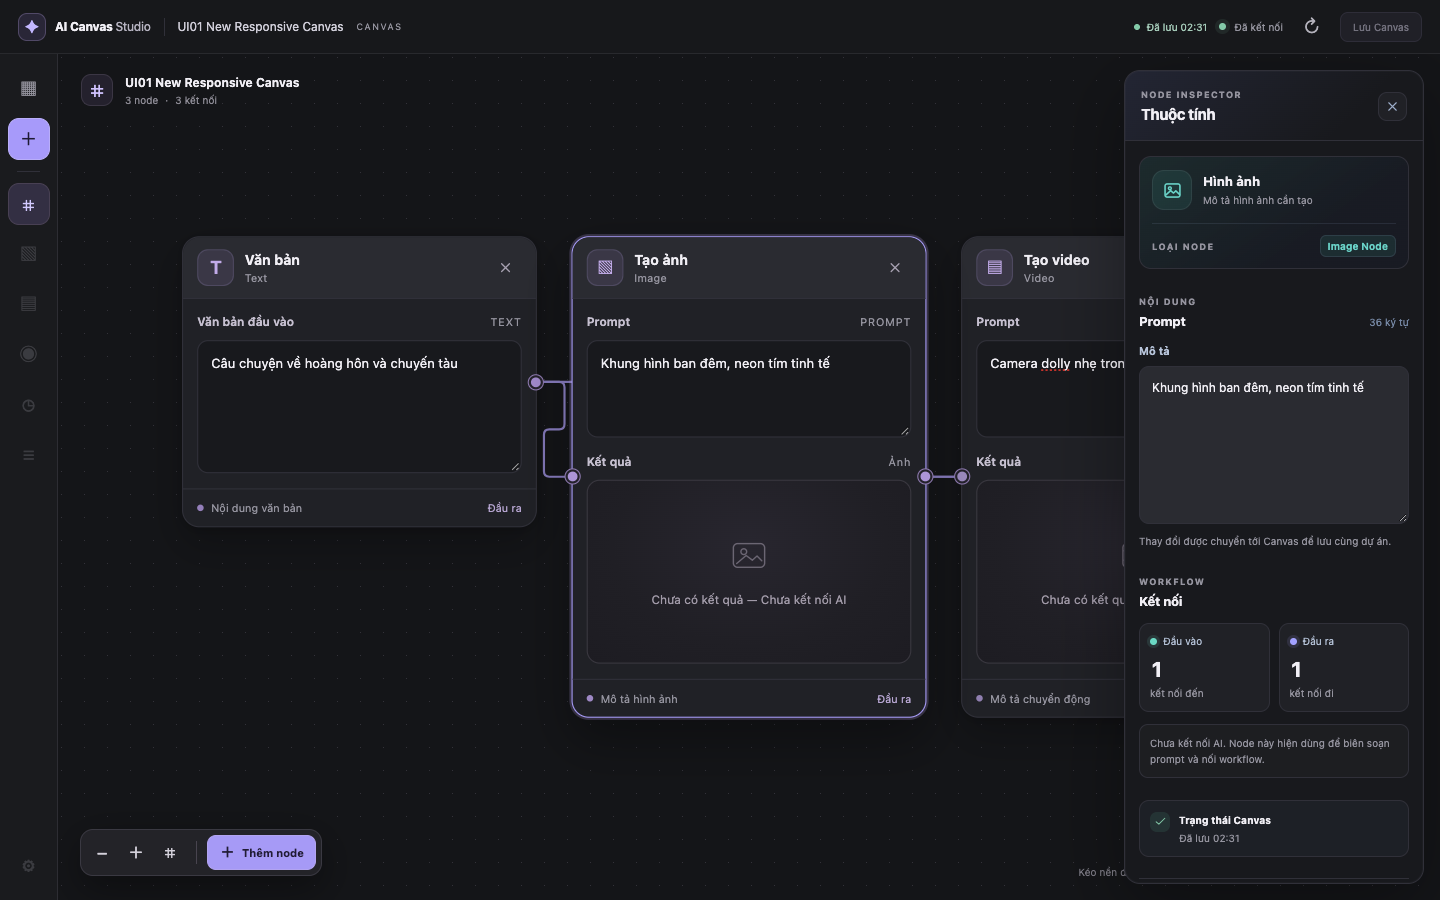 AI Canvas Studio
UI01 New Responsive Canvas
CANVAS
Đã lưu 02:31
Đã kết nối
Lưu Canvas
UI01 New Responsive Canvas
3 node · 3 kết nối
T
Văn bản
Text
Văn bản đầu vào
TEXT
Câu chuyện về hoàng hôn và chuyến tàu
Nội dung văn bản
Đầu ra
Tạo ảnh
Image
Prompt
PROMPT
Khung hình ban đêm, neon tím tinh tế
Kết quả
Ảnh
Chưa có kết quả — Chưa kết nối AI
Mô tả hình ảnh
Đầu ra
Tạo video
Video
Prompt
Camera dolly nhẹ tron
Kết quả
Chưa có kết qu
Mô tả chuyển động
Thêm node
Kéo nền
NODE INSPECTOR
Thuộc tính
Hình ảnh
Mô tả hình ảnh cần tạo
LOẠI NODE
Image Node
NỘI DUNG
Prompt
36 ký tự
Mô tả
Khung hình ban đêm, neon tím tinh tế
Thay đổi được chuyển tới Canvas để lưu cùng dự án.
WORKFLOW
Kết nối
Đầu vào
1
kết nối đến
Đầu ra
1
kết nối đi
Chưa kết nối AI. Node này hiện dùng để biên soạn
prompt và nối workflow.
Trạng thái Canvas
Đã lưu 02:31